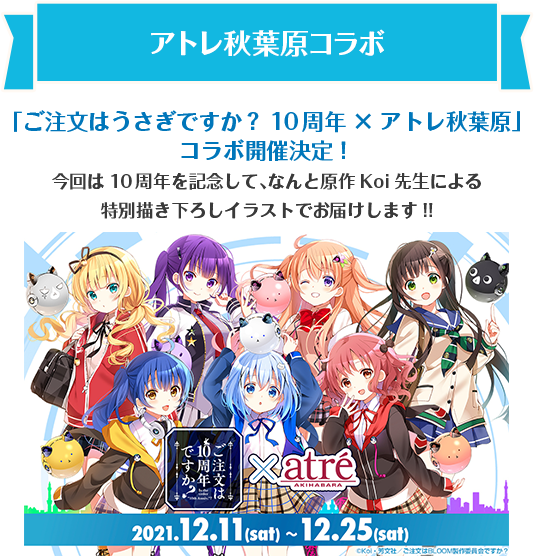 アトレ秋葉原コラボ
「ご注文はうさぎですか？ 10周年 × アトレ秋葉原」
コラボ開催決定！
今回は 10周年を記念して、なんと原作 Koi 先生による
特別描き下ろしイラストでお届けします!!
ご注文は
10周年
ですか？
× atré
AKIHABARA
2021.12.11(sat) ～12.25(sat)
©Koi・芳文社／ご注文はBLOOM製作委員会ですか？